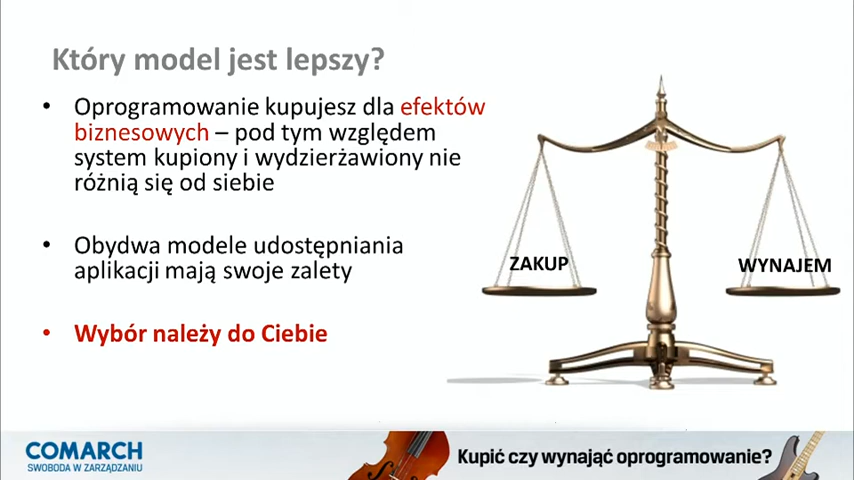 Który model jest lepszy?
• Oprogramowanie kupujesz dla efektów
biznesowych – pod tym względem
system kupiony i wydzierżawiony nie
różnią się od siebie
• Obydwa modele udostępniania
aplikacji mają swoje zalety
• Wybór należy do Ciebie
ZAKUP
WYNAJEM
COMARCH
SWOBODA W ZARZĄDZANIU
Kupić czy wynająć oprogramowanie?